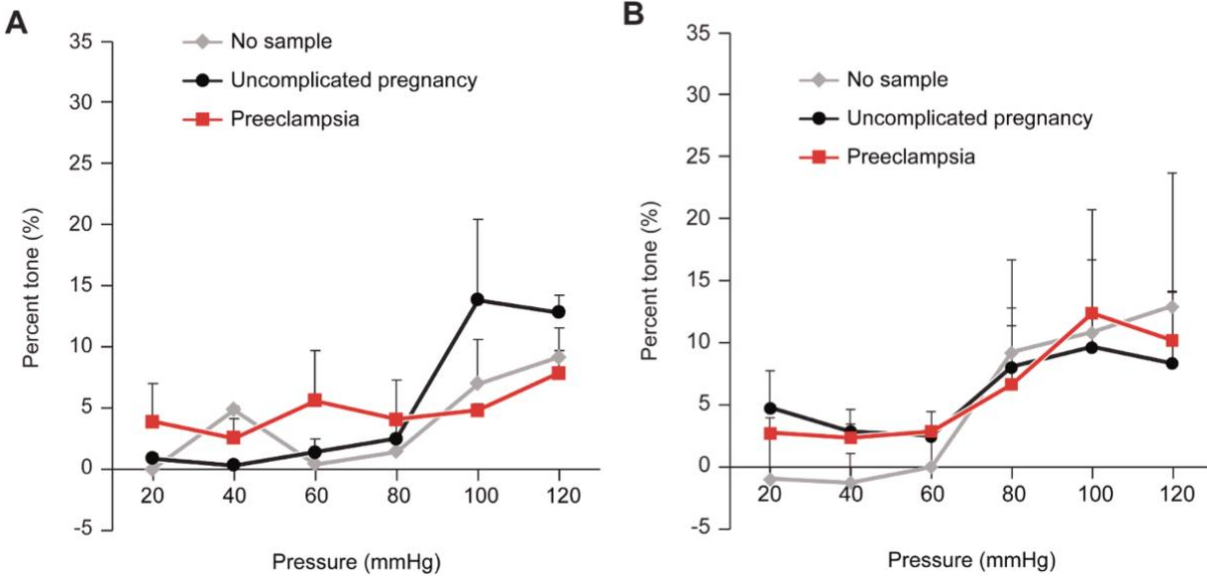 A
35
30
25
20
15
10
5
0
-5
Percent tone (%)
No sample
Uncomplicated pregnancy
Preeclampsia
20 40 60 80 100 120
Pressure (mmHg)
B
35
30
25
20
15
10
5
0
-5
Percent tone (%)
No sample
Uncomplicated pregnancy
Preeclampsia
20 40 60 80 100 120
Pressure (mmHg)